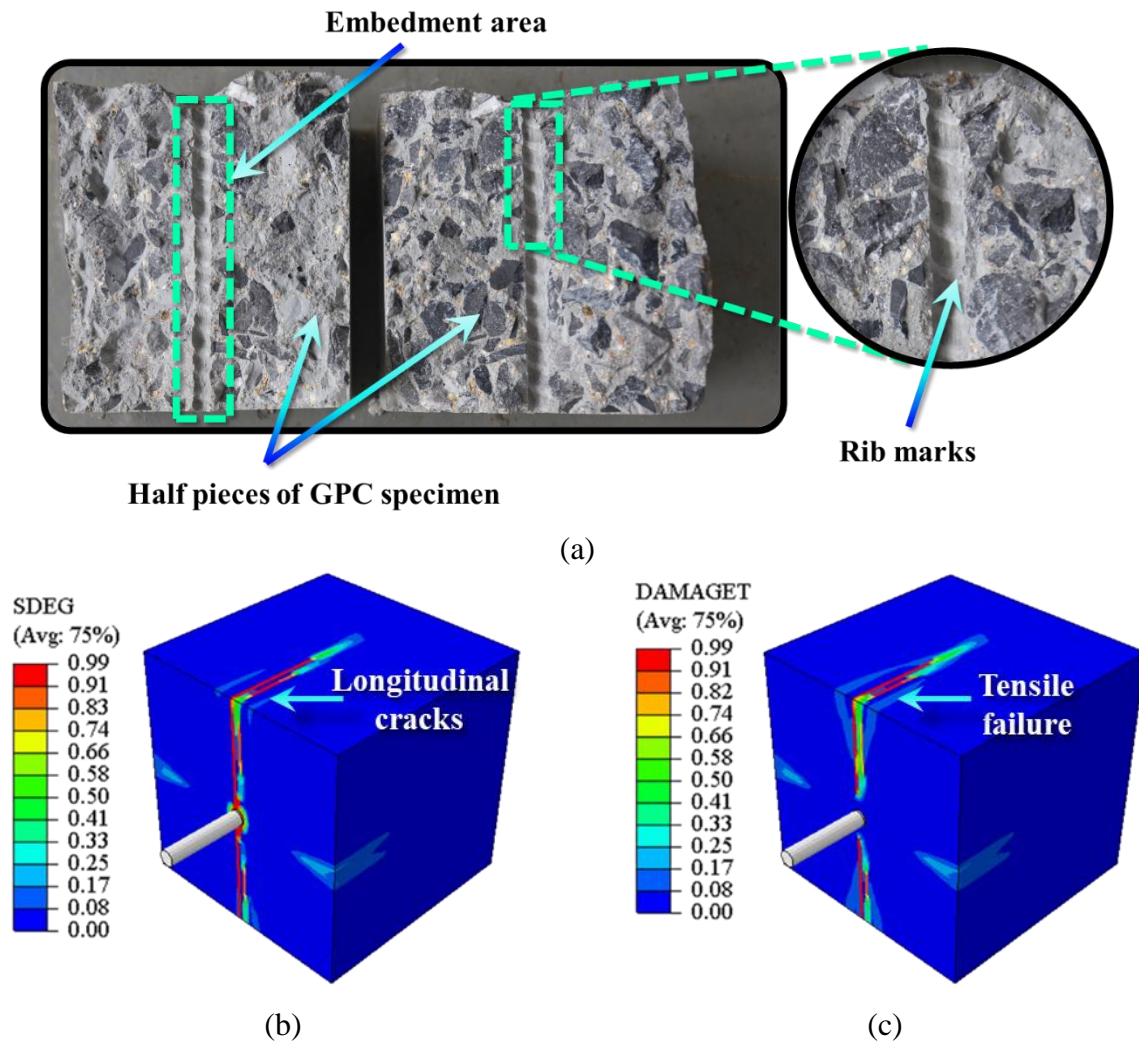 Embedment area
Rib marks
Half pieces of GPC specimen
(a)
SDEG
(Avg: 75%)
0.99
0.91
0.83
0.74
0.66
0.58
0.50
0.41
0.33
0.25
0.17
0.08
0.00
Longitudinal
cracks
(b)
DAMAGET
(Avg: 75%)
0.99
0.91
0.82
0.74
0.66
0.58
0.50
0.41
0.33
0.25
0.17
0.08
0.00
Tensile
failure
(c)